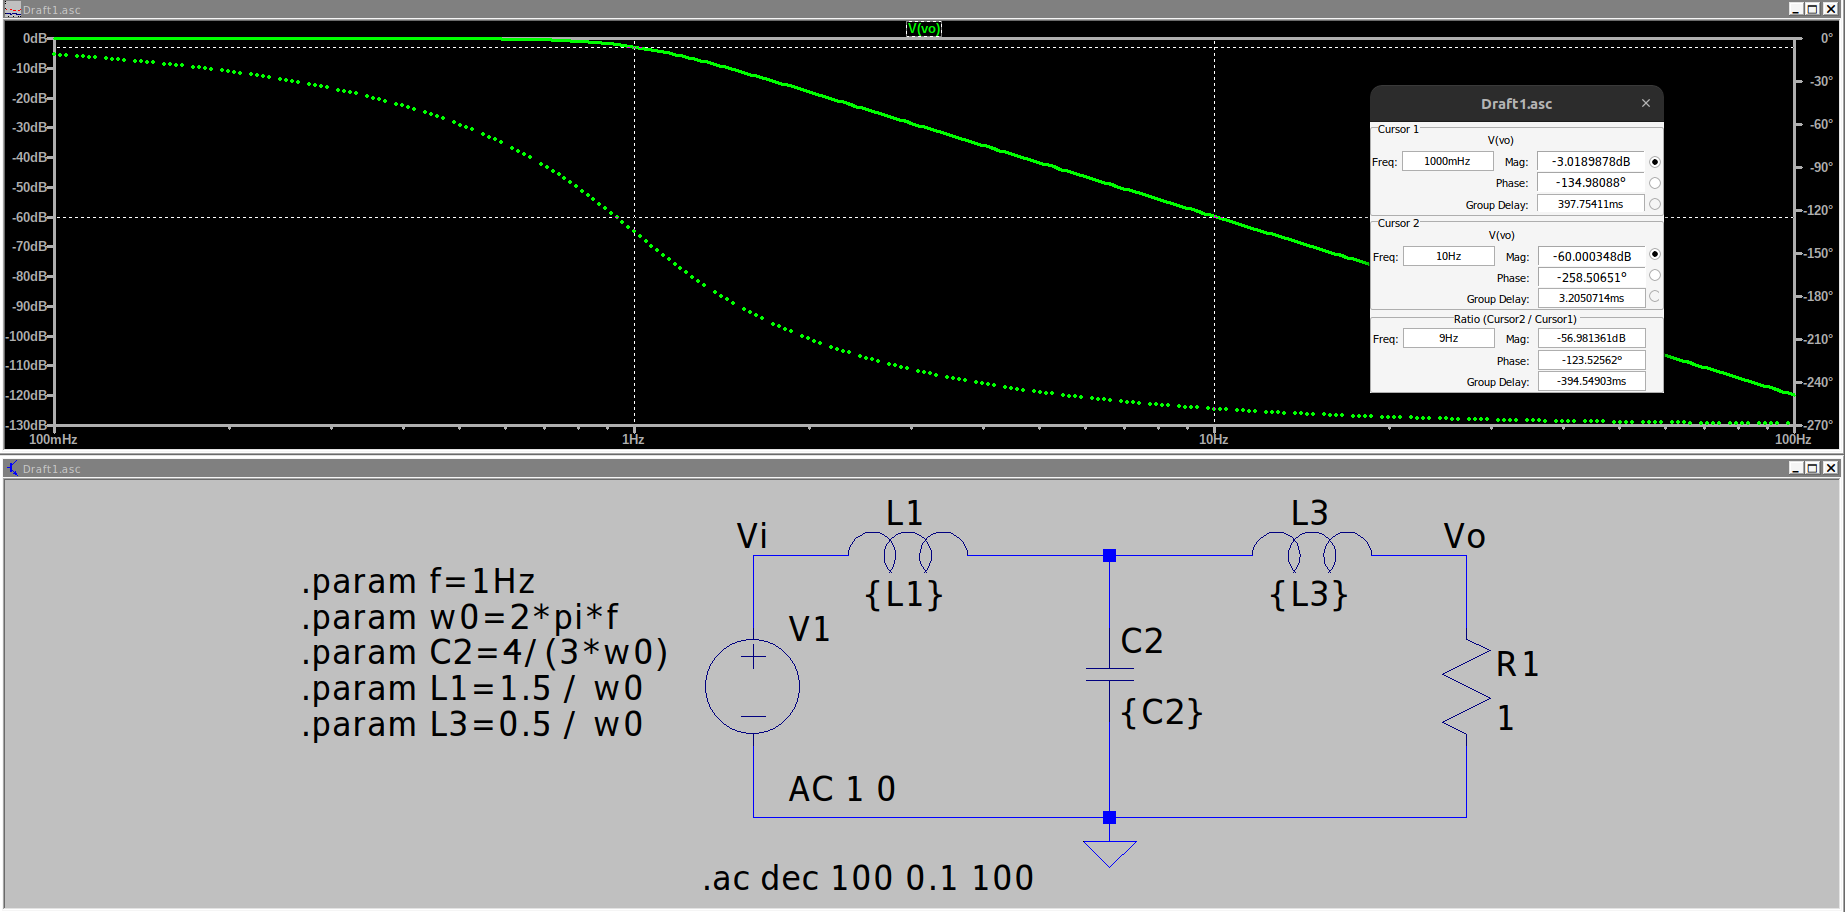 Draft1.asc
V(vo)
0dB
-10dB
-20dB
-30dB
-40dB
-50dB
-60dB
-70dB
-80dB
-90dB
-100dB
-110dB
-120dB
-130dB
100mHz 1Hz 10Hz 100Hz
0°
-30°
-60°
-90°
-120°
-150°
-180°
-210°
-240°
-270°
Draft1.asc ×
Cursor 1
V(vo)
Freq: 1000mHz Mag: -3.0189878dB
Phase: -134.98088°
Group Delay: 397.75411ms
Cursor 2
V(vo)
Freq: 10Hz Mag: -60.000348dB
Phase: -258.50651°
Group Delay: 3.2050714ms
Ratio (Cursor2 / Cursor1)
Freq: 9Hz Mag: -56.981361dB
Phase: -123.52562°
Group Delay: -394.54903ms
Draft1.asc
.param f=1Hz
.param w0=2*pi*f
.param C2=4/(3*w0)
.param L1=1.5 / w0
.param L3=0.5 / w0
Vi
L1
{L1}
L3
{L3}
Vo
V1
C2
{C2}
R1
1
AC 1 0
.ac dec 100 0.1 100